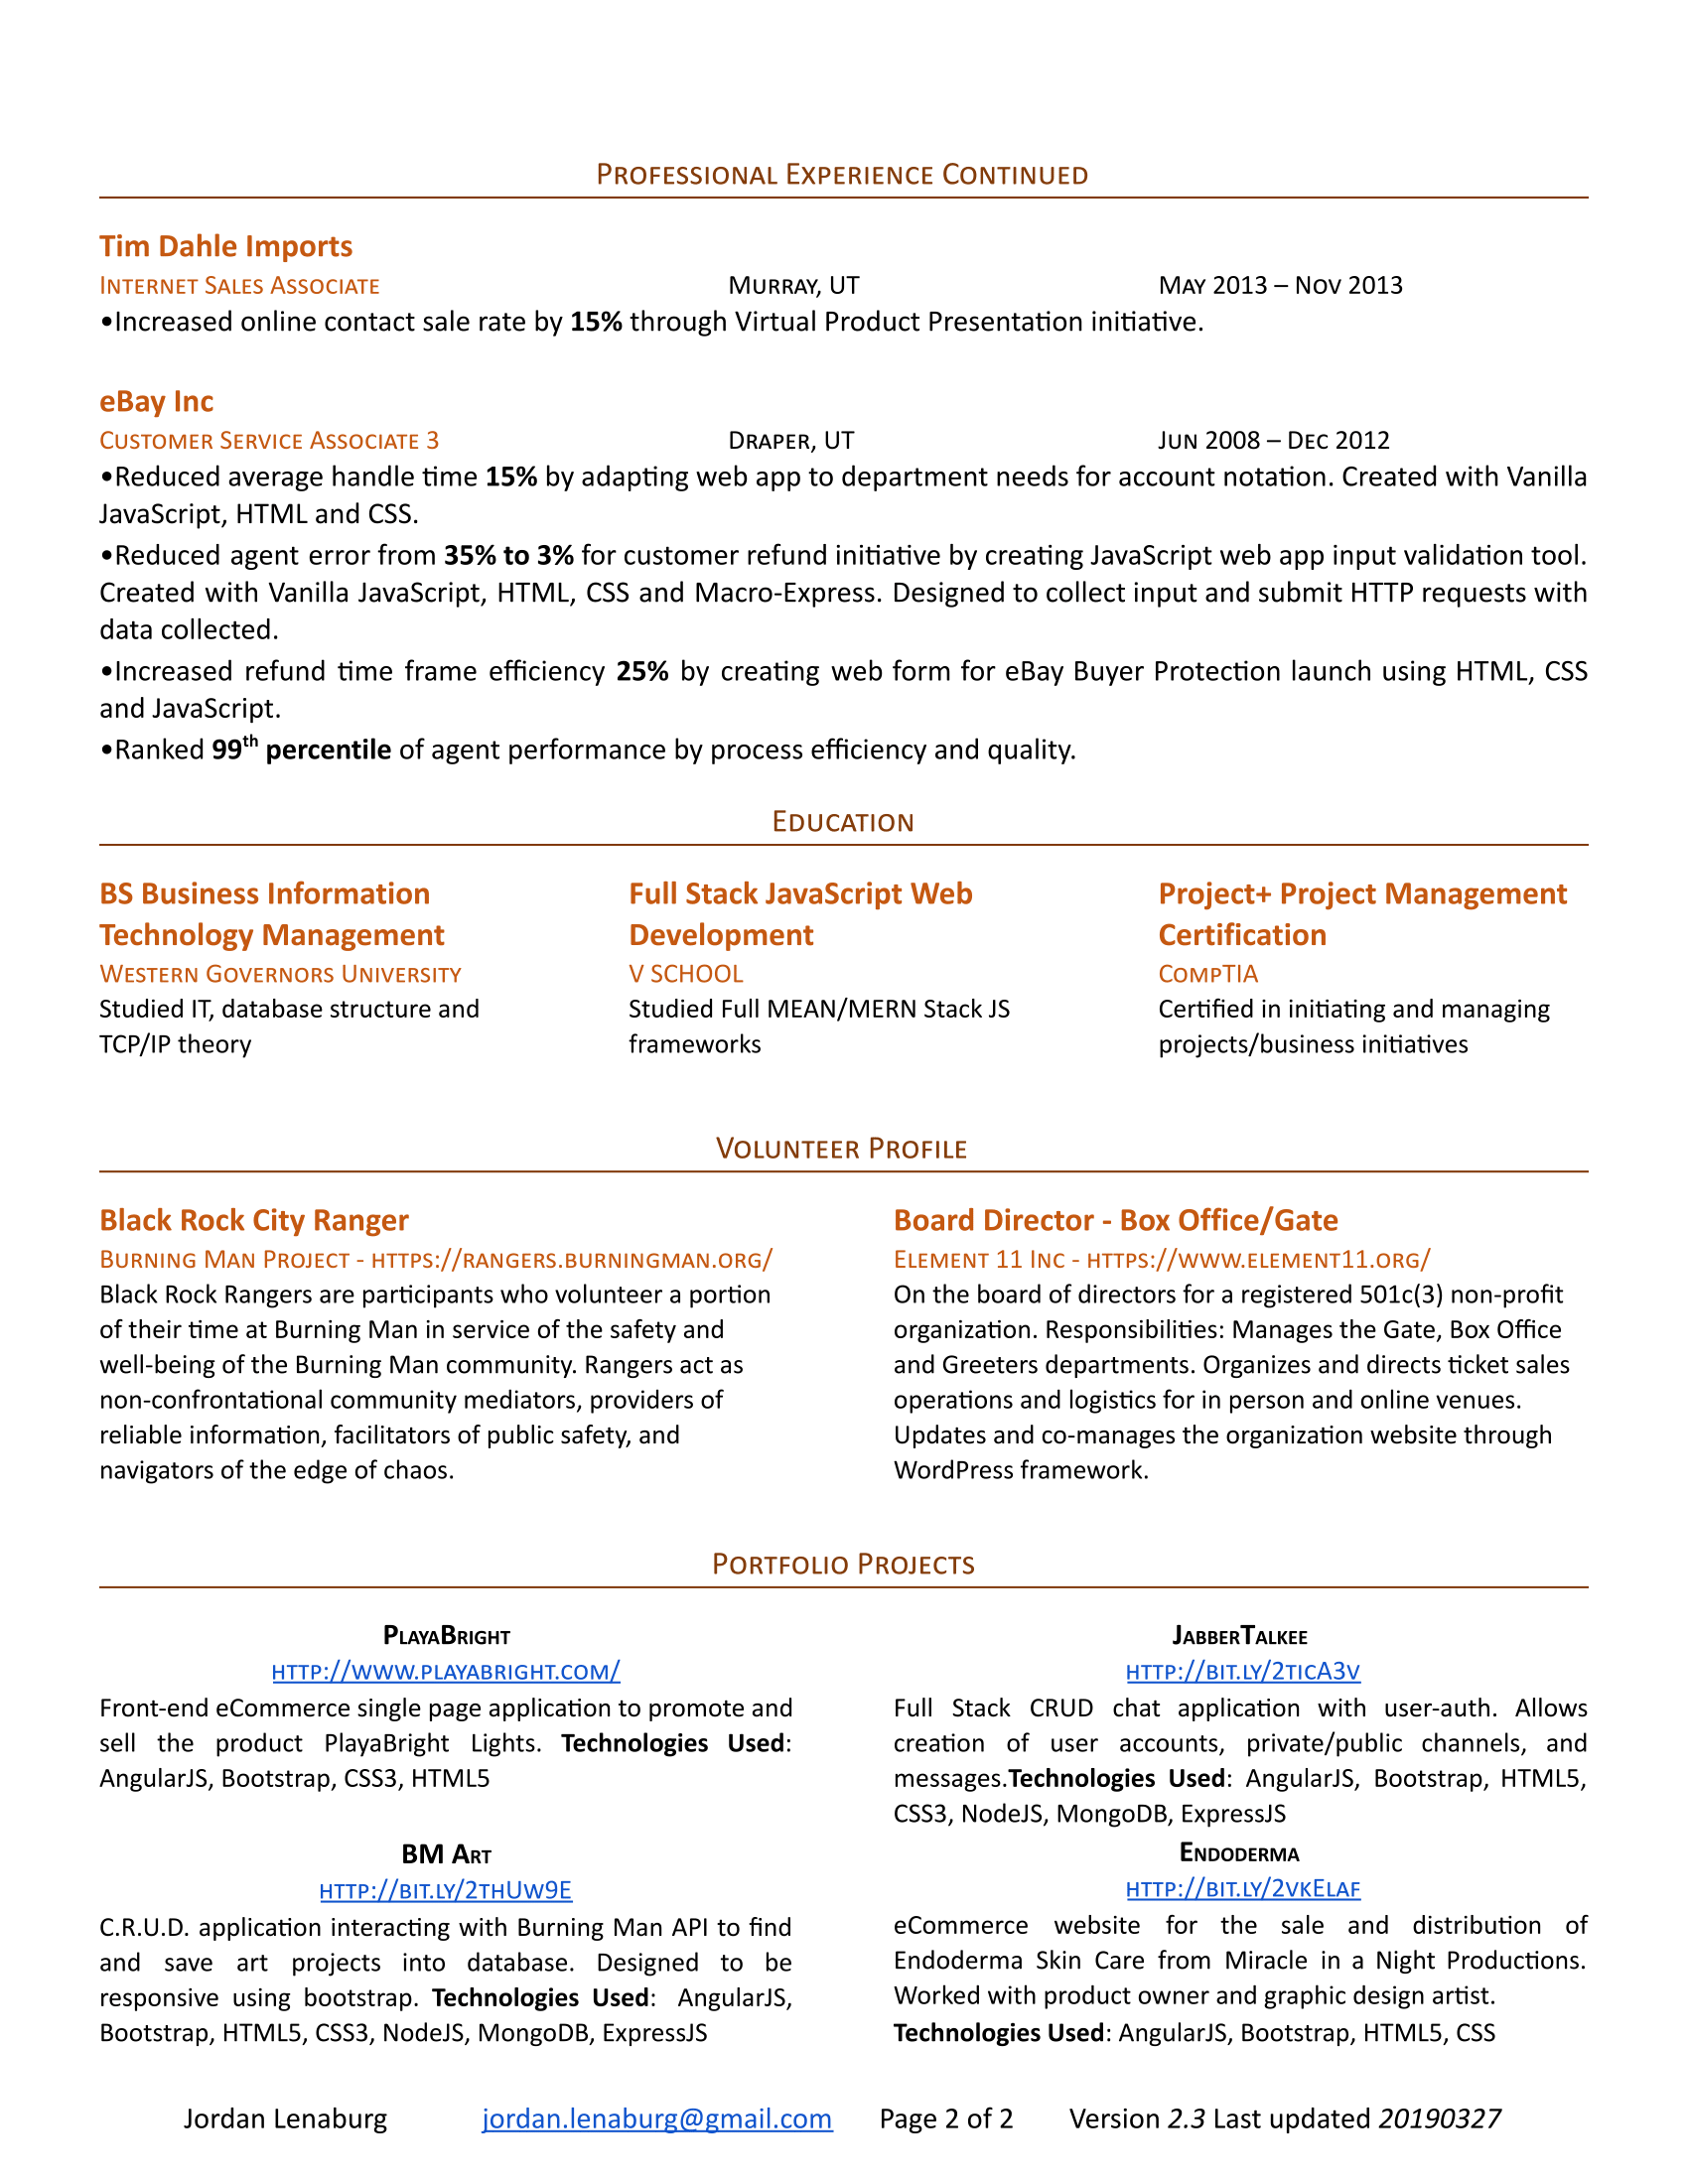 Professional Experience Continued
Tim Dahle Imports
Internet Sales Associate Murray, UT May 2013 – Nov 2013
•Increased online contact sale rate by 15% through Virtual Product Presentation initiative.
eBay Inc
Customer Service Associate 3 Draper, UT Jun 2008 – Dec 2012
•Reduced average handle time 15% by adapting web app to department needs for account notation. Created with Vanilla
JavaScript, HTML and CSS.
•Reduced agent error from 35% to 3% for customer refund initiative by creating JavaScript web app input validation tool.
Created with Vanilla JavaScript, HTML, CSS and Macro-Express. Designed to collect input and submit HTTP requests with
data collected.
•Increased refund time frame efficiency 25% by creating web form for eBay Buyer Protection launch using HTML, CSS
and JavaScript.
•Ranked 99th percentile of agent performance by process efficiency and quality.
Education
BS Business Information
Technology Management
Western Governors University
Studied IT, database structure and
TCP/IP theory
Full Stack JavaScript Web
Development
V SCHOOL
Studied Full MEAN/MERN Stack JS
frameworks
Project+ Project Management
Certification
CompTIA
Certified in initiating and managing
projects/business initiatives
Volunteer Profile
Black Rock City Ranger
Burning Man Project - https://rangers.burningman.org/
Black Rock Rangers are participants who volunteer a portion
of their time at Burning Man in service of the safety and
well-being of the Burning Man community. Rangers act as
non-confrontational community mediators, providers of
reliable information, facilitators of public safety, and
navigators of the edge of chaos.
Board Director - Box Office/Gate
Element 11 Inc - https://www.element11.org/
On the board of directors for a registered 501c(3) non-profit
organization. Responsibilities: Manages the Gate, Box Office
and Greeters departments. Organizes and directs ticket sales
operations and logistics for in person and online venues.
Updates and co-manages the organization website through
WordPress framework.
Portfolio Projects
PlayaBright
http://www.playabright.com/
Front-end eCommerce single page application to promote and
sell the product PlayaBright Lights. Technologies Used:
AngularJS, Bootstrap, CSS3, HTML5
JabberTalkee
http://bit.ly/2ticA3v
Full Stack CRUD chat application with user-auth. Allows
creation of user accounts, private/public channels, and
messages.Technologies Used: AngularJS, Bootstrap, HTML5,
CSS3, NodeJS, MongoDB, ExpressJS
BM Art
http://bit.ly/2thUw9E
C.R.U.D. application interacting with Burning Man API to find
and save art projects into database. Designed to be
responsive using bootstrap. Technologies Used: AngularJS,
Bootstrap, HTML5, CSS3, NodeJS, MongoDB, ExpressJS
Endoderma
http://bit.ly/2vkElaf
eCommerce website for the sale and distribution of
Endoderma Skin Care from Miracle in a Night Productions.
Worked with product owner and graphic design artist.
Technologies Used: AngularJS, Bootstrap, HTML5, CSS
Jordan Lenaburg jordan.lenaburg@gmail.com Page 2 of 2 Version 2.3 Last updated 20190327